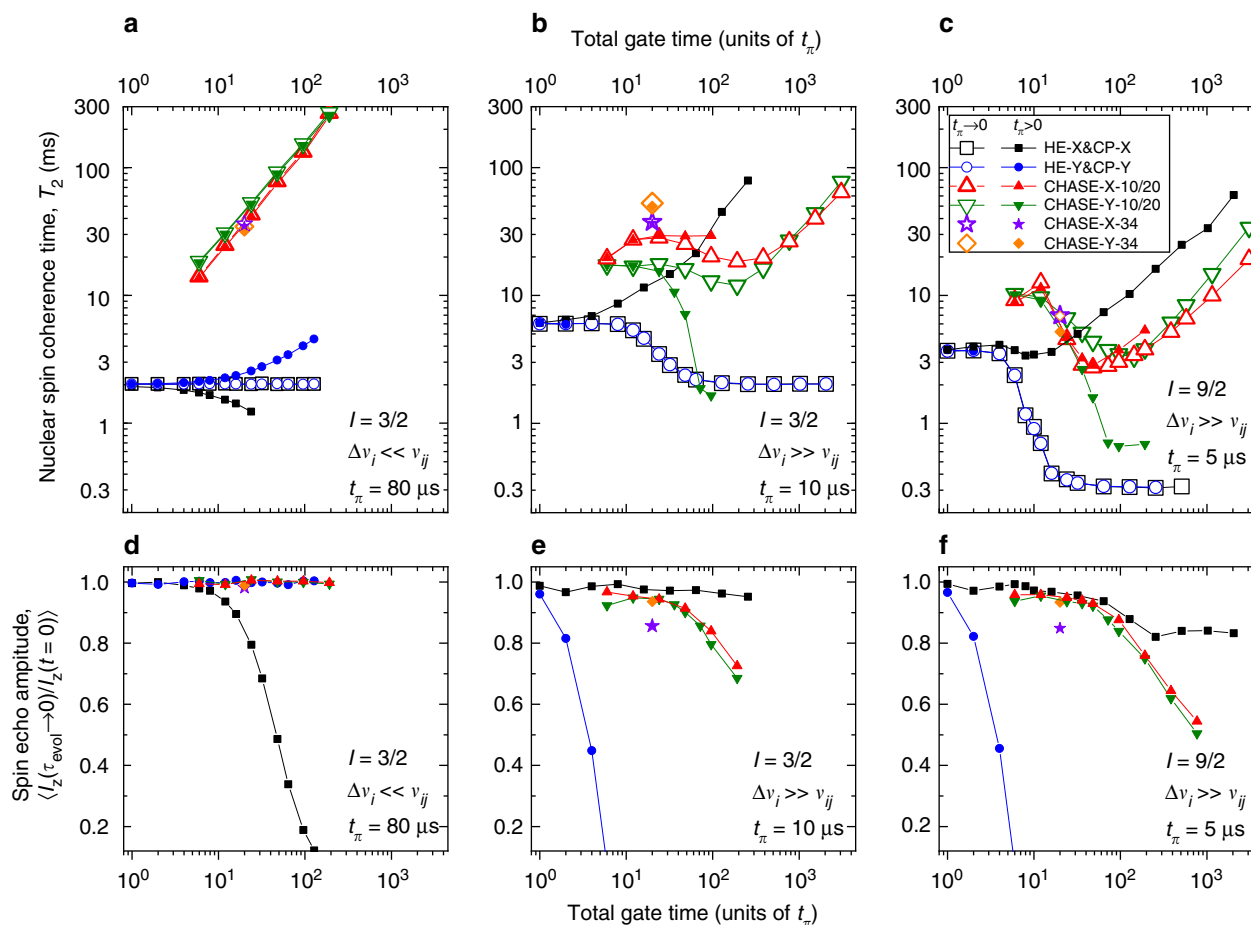 a
b
c
Total gate time (units of tπ)
10⁰ 10¹ 10² 10³
10⁰ 10¹ 10² 10³
10⁰ 10¹ 10² 10³
Nuclear spin coherence time, T₂ (ms)
300
100
30
10
3
1
0.3
I = 3/2
Δνᵢ << νᵢⱼ
tπ = 80 μs
300
100
30
10
3
1
0.3
I = 3/2
Δνᵢ >> νᵢⱼ
tπ = 10 μs
300
100
30
10
3
1
0.3
tπ→0 tπ>0
HE-X&CP-X
HE-Y&CP-Y
CHASE-X-10/20
CHASE-Y-10/20
CHASE-X-34
CHASE-Y-34
I = 9/2
Δνᵢ >> νᵢⱼ
tπ = 5 μs
d
e
f
Spin echo amplitude,
⟨I_z(τ_evol→0)/I_z(t = 0)⟩
1.0
0.8
0.6
0.4
0.2
I = 3/2
Δνᵢ << νᵢⱼ
tπ = 80 μs
1.0
0.8
0.6
0.4
0.2
I = 3/2
Δνᵢ >> νᵢⱼ
tπ = 10 μs
1.0
0.8
0.6
0.4
0.2
I = 9/2
Δνᵢ >> νᵢⱼ
tπ = 5 μs
10⁰ 10¹ 10² 10³
10⁰ 10¹ 10² 10³
10⁰ 10¹ 10² 10³
Total gate time (units of tπ)